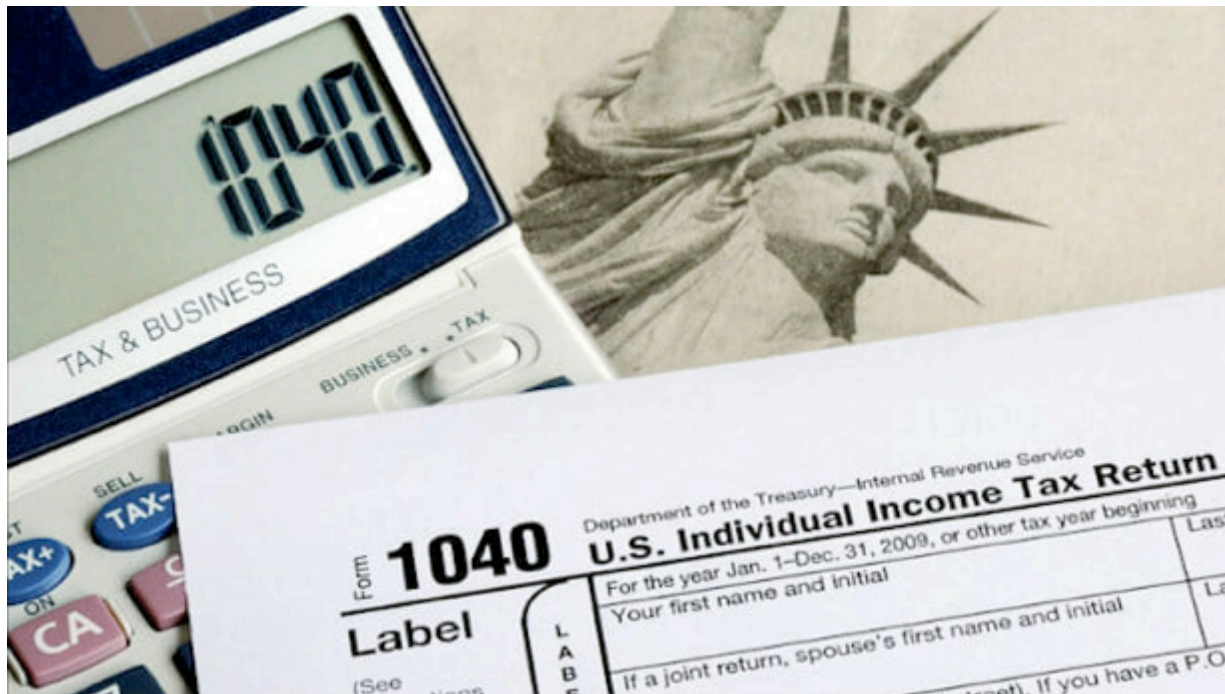 1040.
TAX & BUSINESS
BUSINESS • • TAX
SELL
TAX-
ON
CA
Department of the Treasury—Internal Revenue Service
Form 1040 U.S. Individual Income Tax Return
For the year Jan. 1–Dec. 31, 2009, or other tax year beginning
Label
Your first name and initial
Las
(See
L
A
B
If a joint return, spouse's first name and initial
La
If you have a P.O